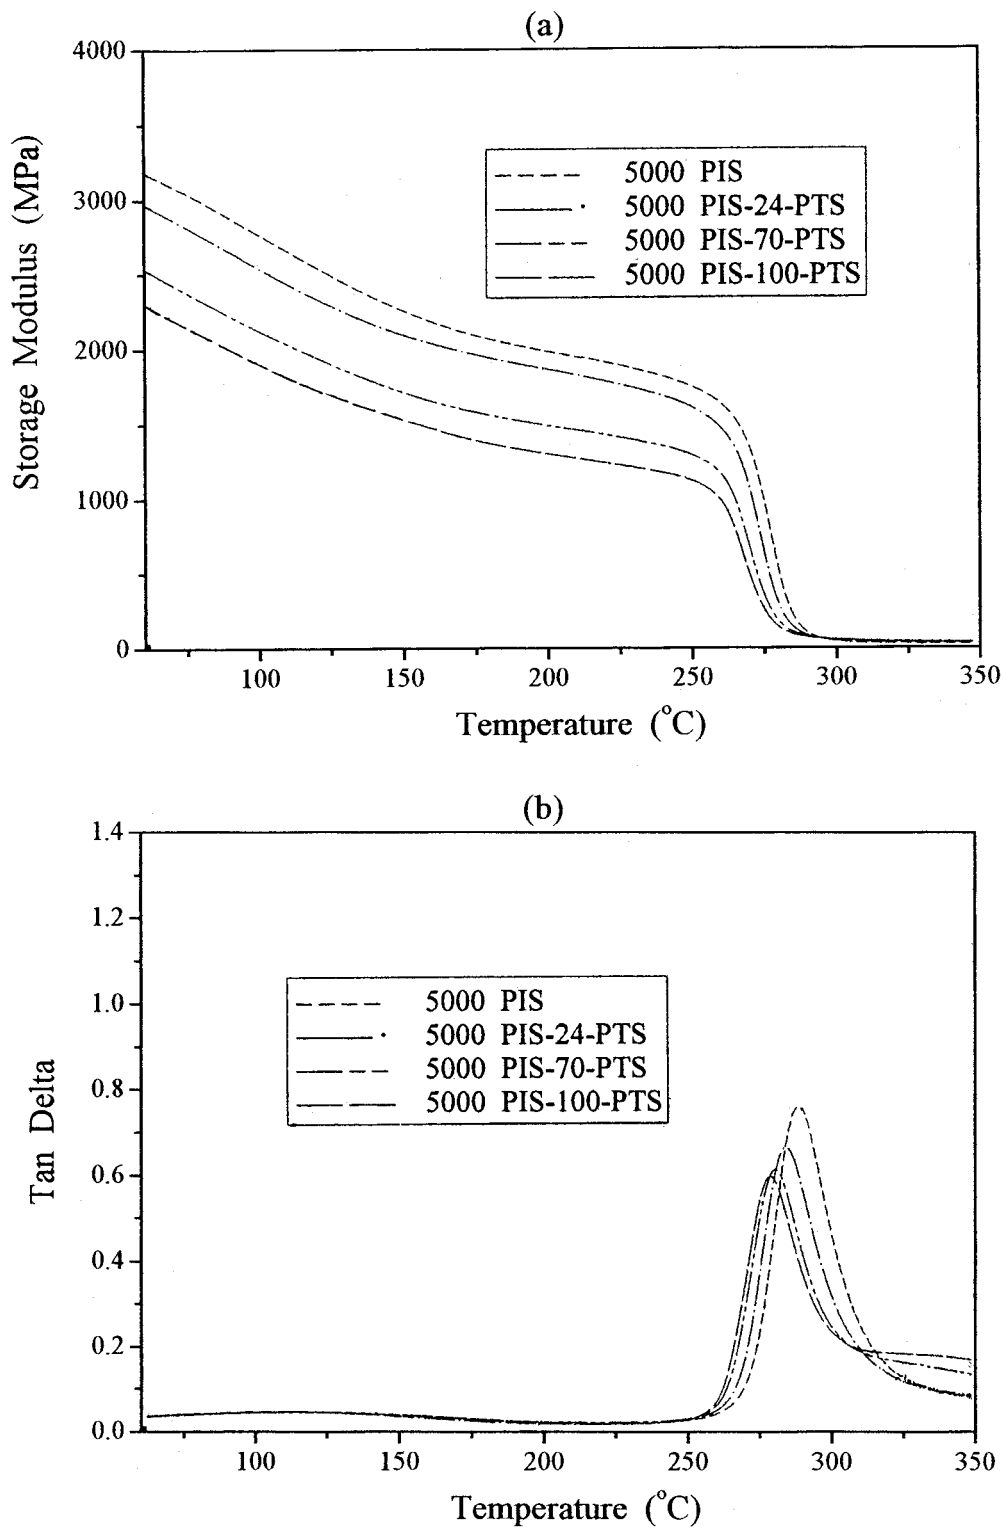 (a)
4000
3000
2000
1000
0
Storage Modulus (MPa)
5000 PIS
5000 PIS-24-PTS
5000 PIS-70-PTS
5000 PIS-100-PTS
100 150 200 250 300 350
Temperature (°C)
(b)
1.4
1.2
1.0
0.8
0.6
0.4
0.2
0.0
Tan Delta
5000 PIS
5000 PIS-24-PTS
5000 PIS-70-PTS
5000 PIS-100-PTS
100 150 200 250 300 350
Temperature (°C)